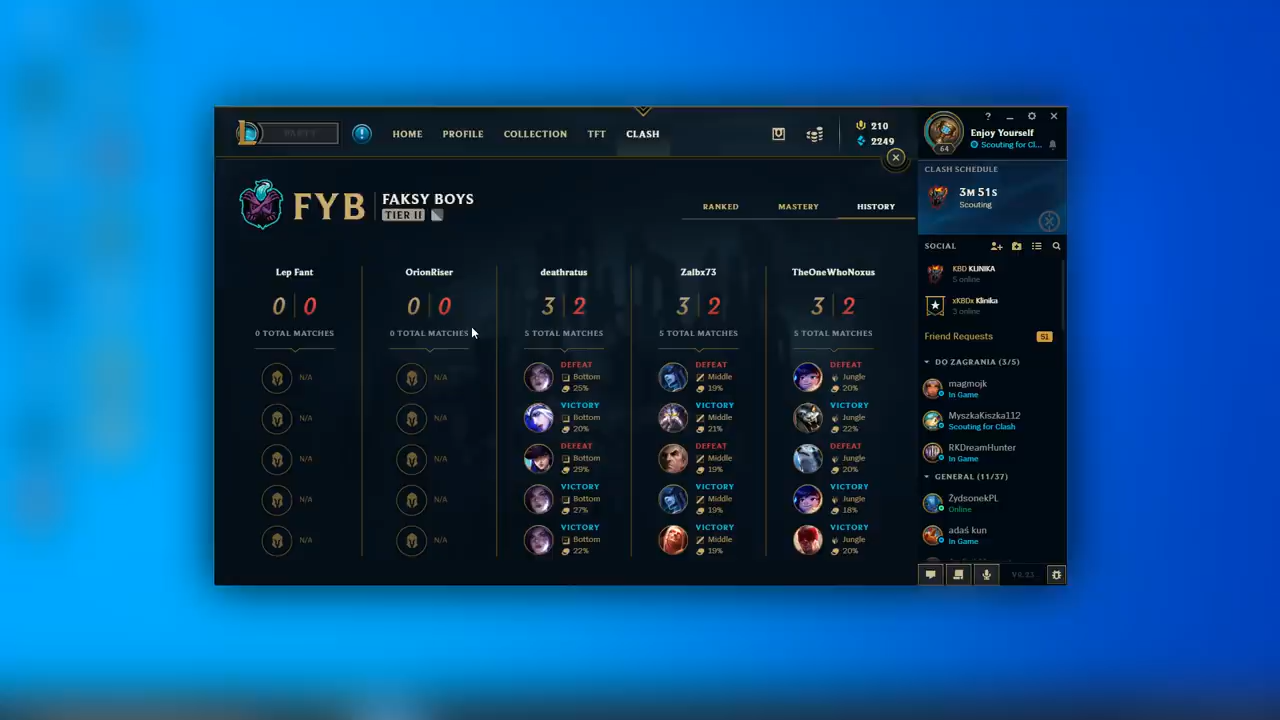 PARTY
HOME
PROFILE
COLLECTION
TFT
CLASH
210
2249
?
64
Enjoy Yourself
Scouting for Cl...
FYB
FAKSY BOYS
TIER II
RANKED
MASTERY
HISTORY
Lep Fant
0 0
0 TOTAL MATCHES
N/A
N/A
N/A
N/A
N/A
OrionRiser
0 0
0 TOTAL MATCHES
N/A
N/A
N/A
N/A
N/A
deathratus
3 2
5 TOTAL MATCHES
DEFEAT
Bottom
25%
VICTORY
Bottom
20%
DEFEAT
Bottom
29%
VICTORY
Bottom
27%
VICTORY
Bottom
22%
Zalbx73
3 2
5 TOTAL MATCHES
DEFEAT
Middle
19%
VICTORY
Middle
21%
DEFEAT
Middle
19%
VICTORY
Middle
19%
VICTORY
Middle
19%
TheOneWhoNoxus
3 2
5 TOTAL MATCHES
DEFEAT
Jungle
20%
VICTORY
Jungle
22%
DEFEAT
Jungle
20%
VICTORY
Jungle
18%
VICTORY
Jungle
20%
CLASH SCHEDULE
3M 51S
Scouting
SOCIAL
KBD KLINIKA
5 online
xKBDx Klinika
3 online
Friend Requests
51
DO ZAGRANIA (3/5)
magmojk
In Game
MyszkaKiszka112
Scouting for Clash
RKDreamHunter
In Game
GENERAL (11/37)
ŻydsonekPL
Online
adaś kun
In Game